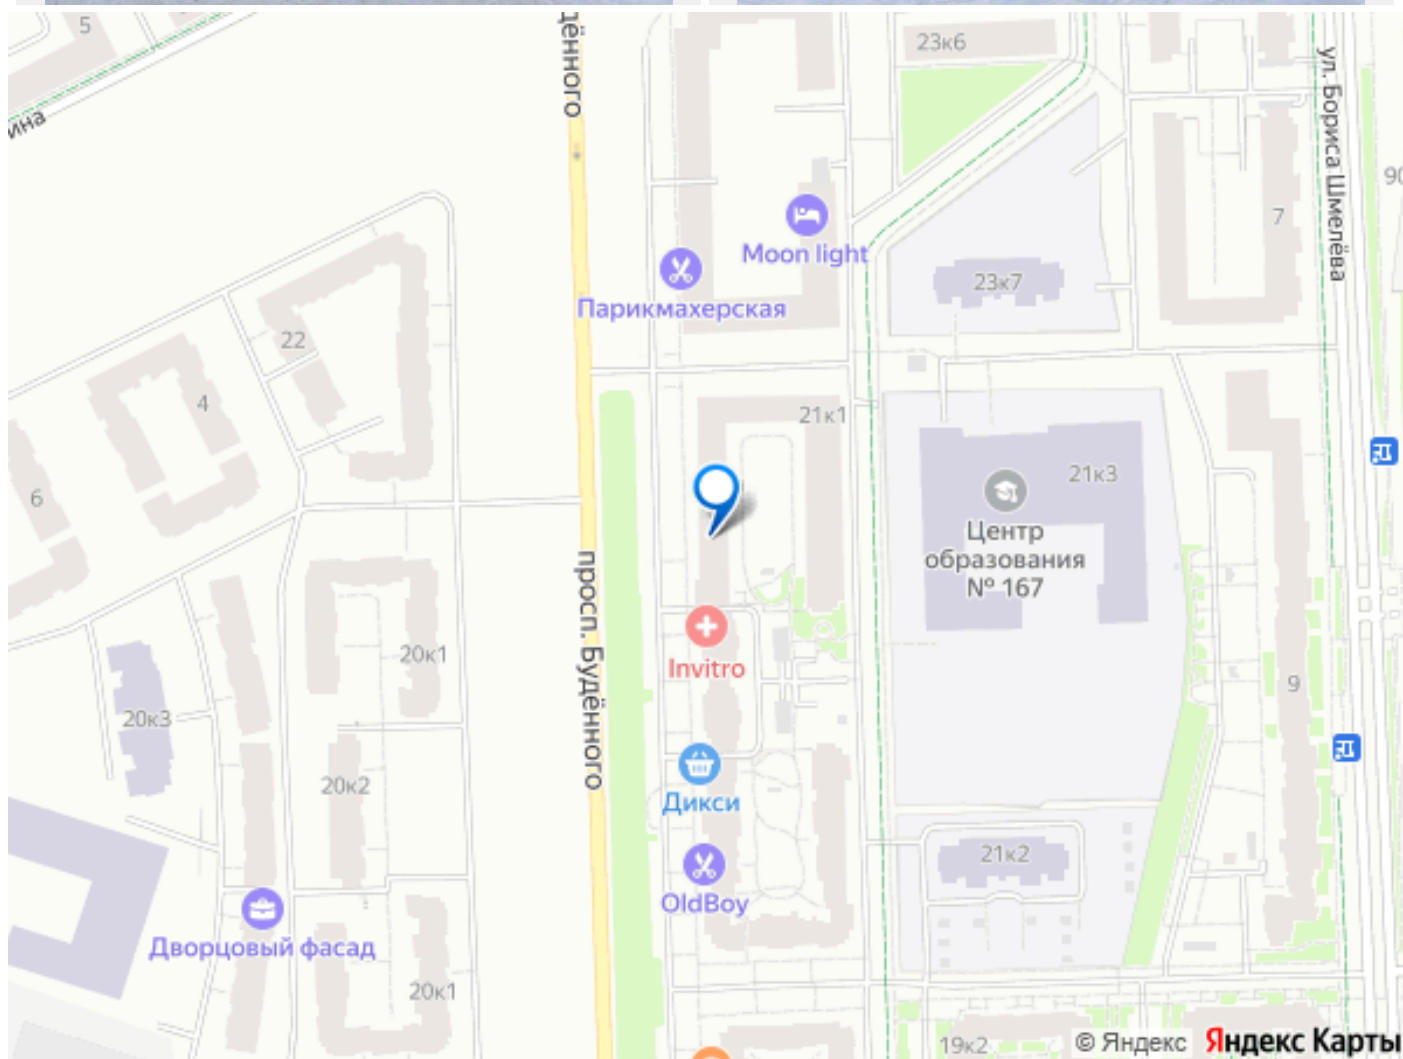 5
дённого
23к6
ул. Бориса Шмелёва
ина
90
7
Moon light
23к7
Парикмахерская
22
4
21к1
6
21к3
Центр
образования
№ 167
просп. Будённого
20к1
Invitro
9
20к3
20к2
Дикси
21к2
OldBoy
Дворцовый фасад
20к1
19к2
© Яндекс Яндекс Карты